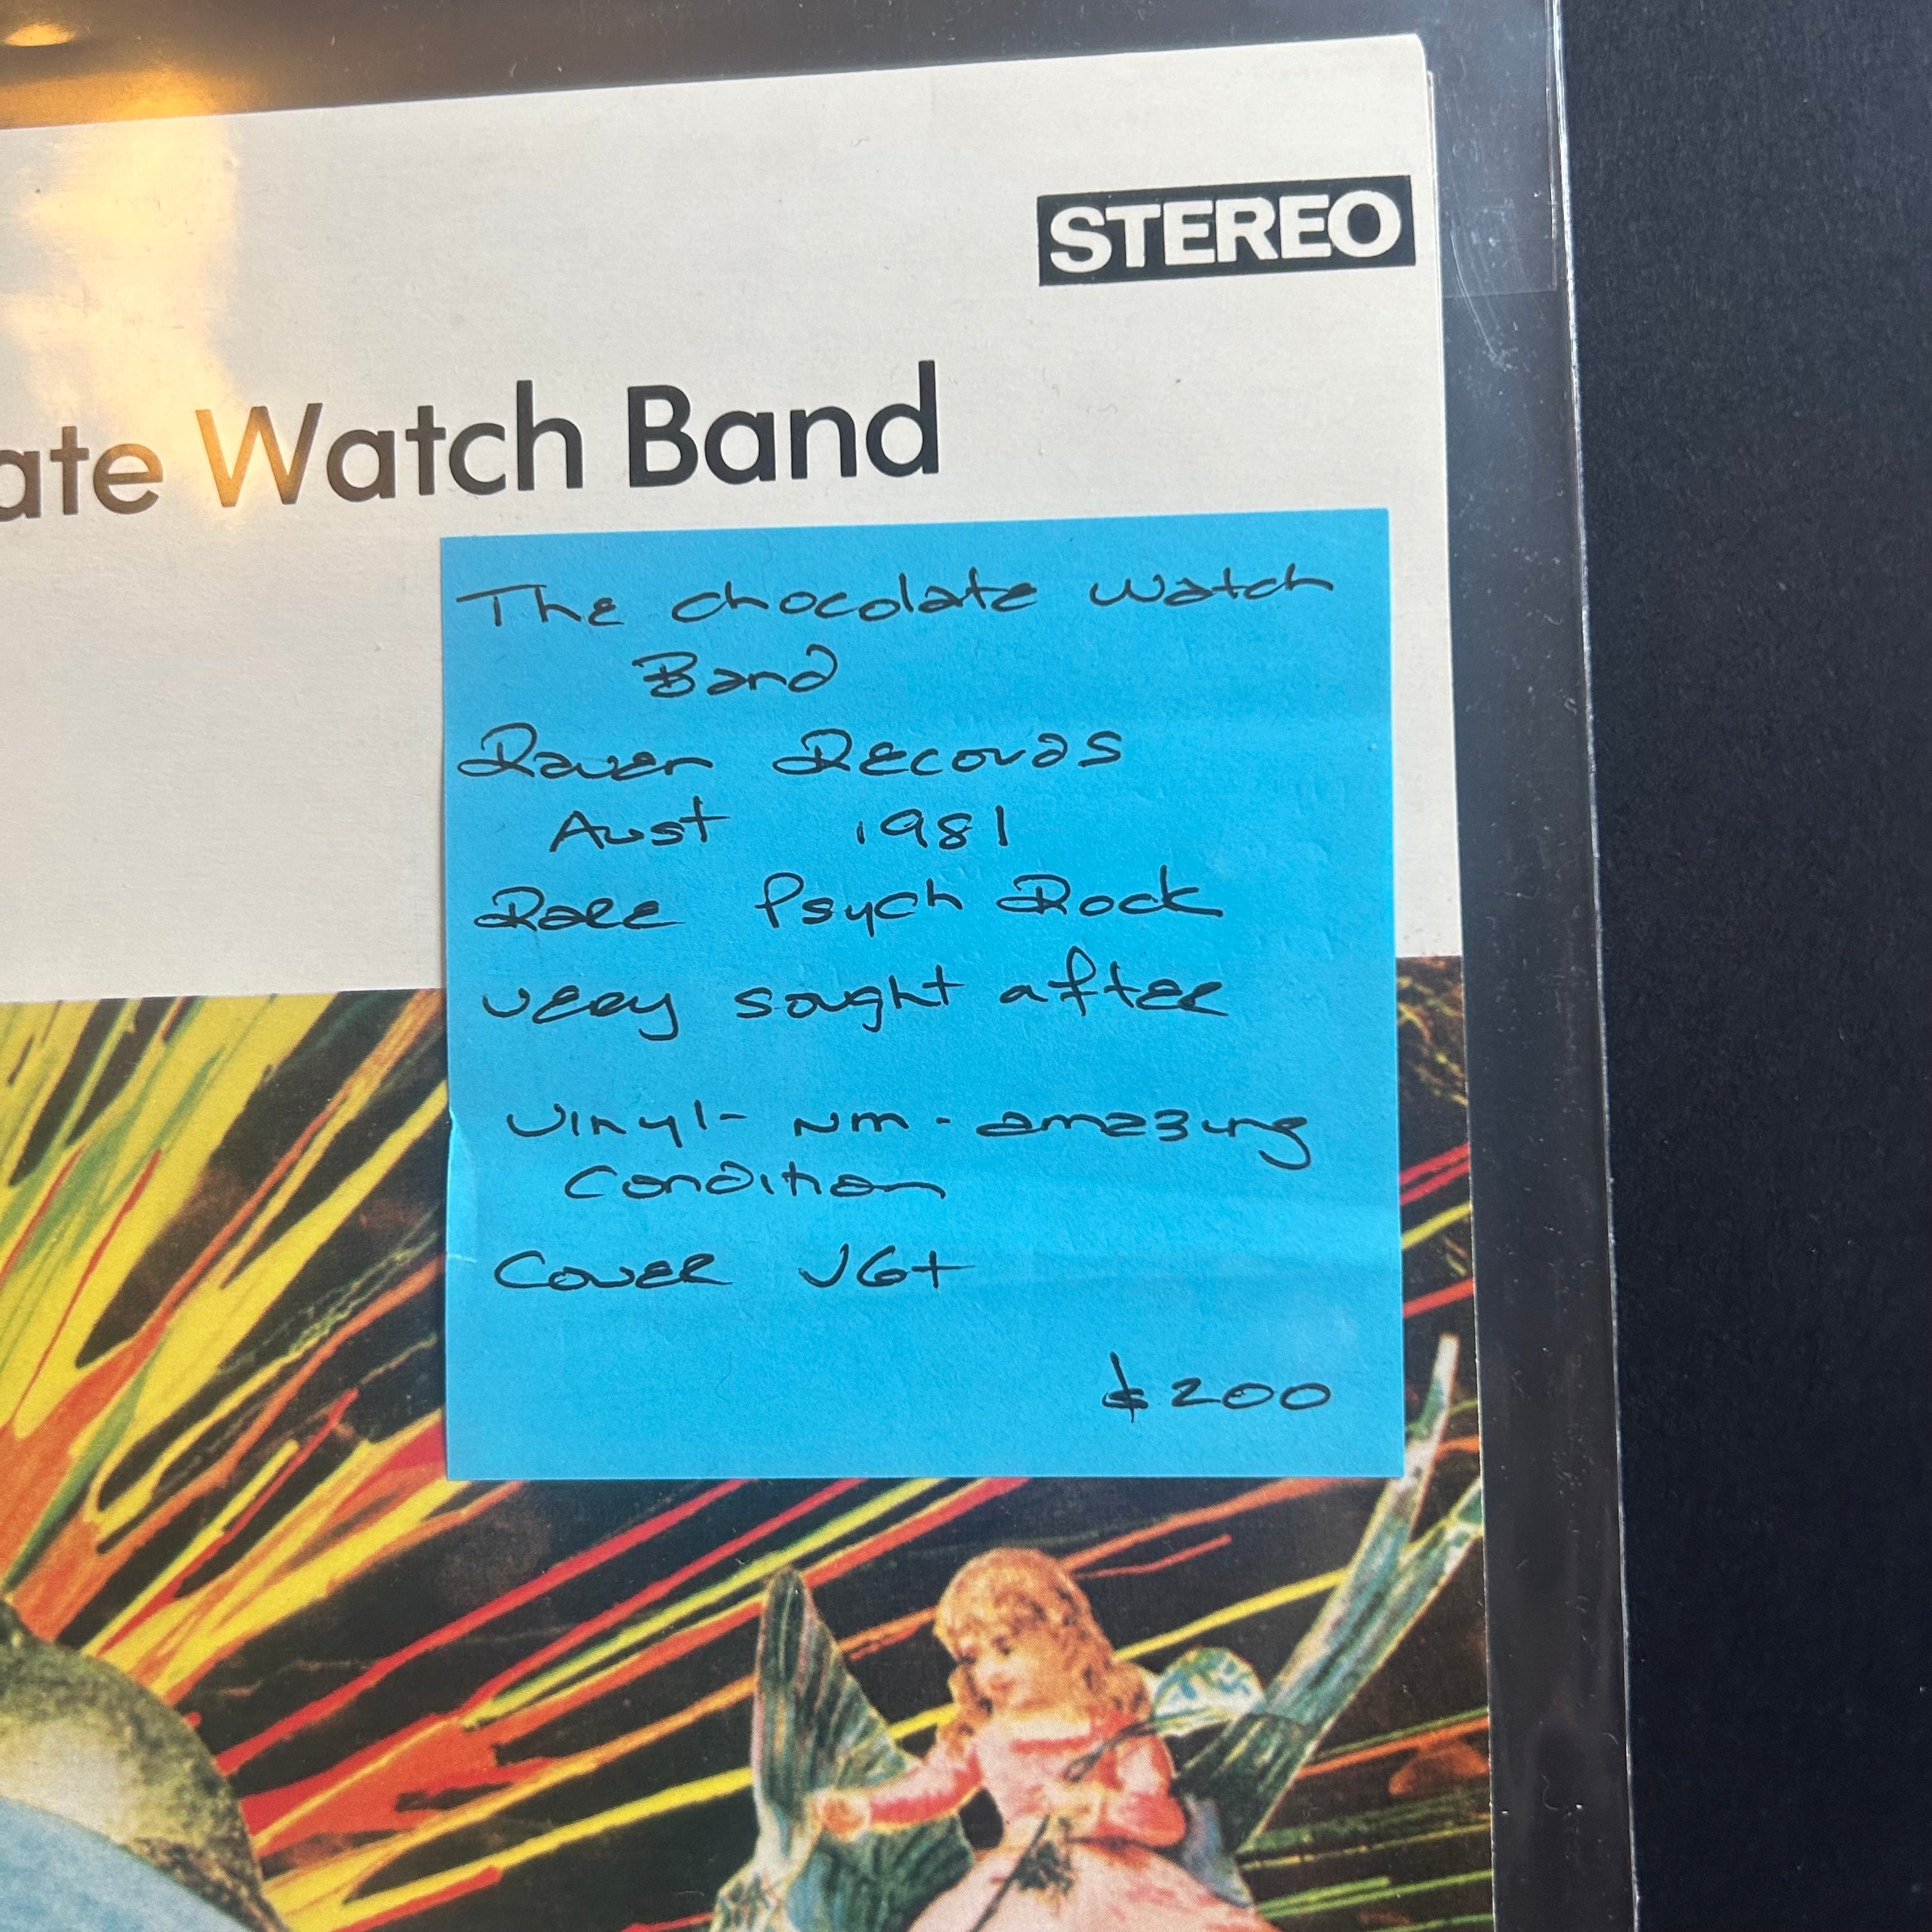 STEREO
ate Watch Band
The chocolate watch
Band
Raven Records
Aust 1981
Rare Psych Rock
very sought after
Vinyl- NM - amazing
Condition
Cover VG+
$200